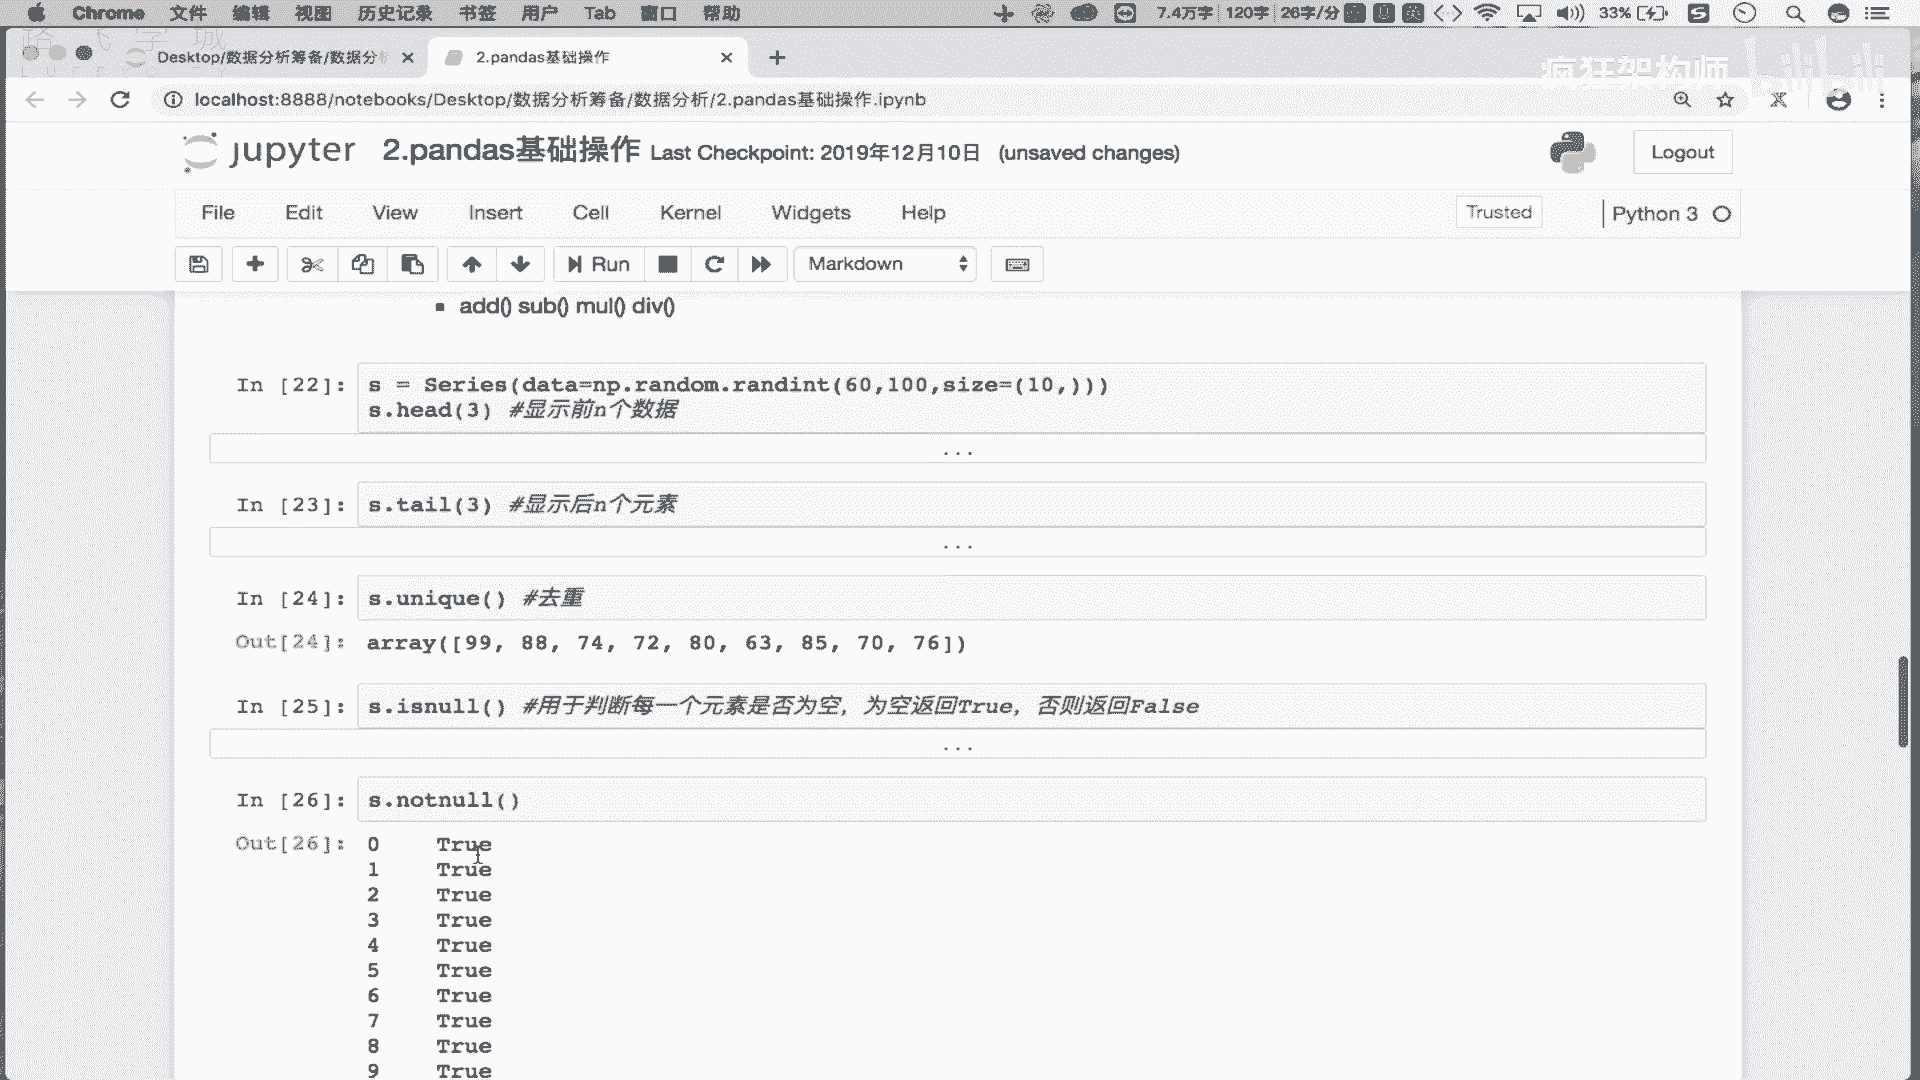 Chrome 文件 编辑 视图 历史记录 书签 用户 Tab 窗口 帮助 7.4万字 120字 26字/分 33%
Desktop/数据分析筹备/数据分析
2.pandas基础操作
疯狂架构师 bilibili
localhost:8888/notebooks/Desktop/数据分析筹备/数据分析/2.pandas基础操作.ipynb
jupyter 2.pandas基础操作 Last Checkpoint: 2019年12月10日 (unsaved changes)
Logout
File Edit View Insert Cell Kernel Widgets Help
Trusted
Python 3
Run
Markdown
add() sub() mul() div()
In [22]: s = Series(data=np.random.randint(60,100,size=(10,)))
s.head(3) #显示前n个数据
...
In [23]: s.tail(3) #显示后n个元素
...
In [24]: s.unique() #去重
Out[24]: array([99, 88, 74, 72, 80, 63, 85, 70, 76])
In [25]: s.isnull() #用于判断每一个元素是否为空，为空返回True，否则返回False
...
In [26]: s.notnull()
Out[26]: 0 True
1 True
2 True
3 True
4 True
5 True
6 True
7 True
8 True
9 True